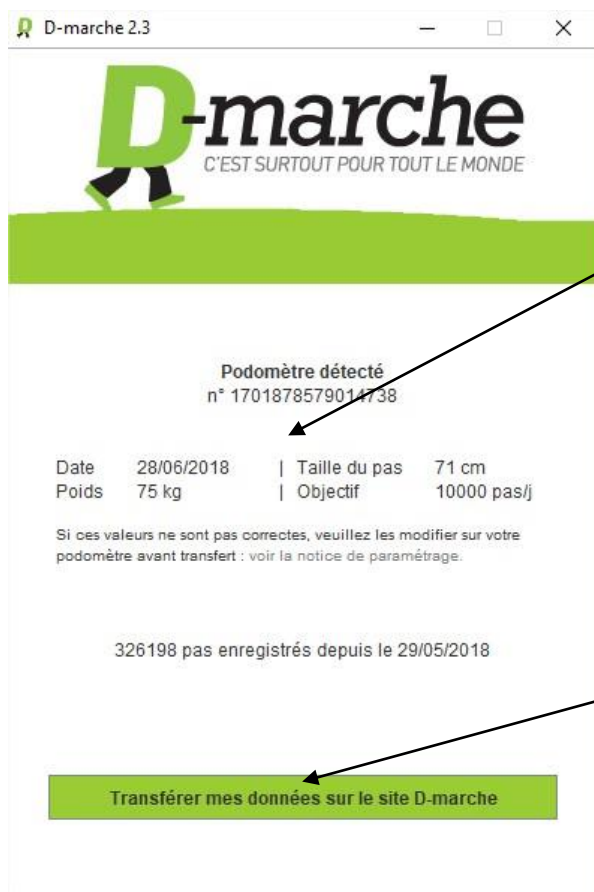 D-marche 2.3
D-marche
C'EST SURTOUT POUR TOUT LE MONDE
Podomètre détecté
n° 1701878579014738
Date 28/06/2018 | Taille du pas 71 cm
Poids 75 kg | Objectif 10000 pas/j
Si ces valeurs ne sont pas correctes, veuillez les modifier sur votre
podomètre avant transfert : voir la notice de paramétrage.
326198 pas enregistrés depuis le 29/05/2018
Transférer mes données sur le site D-marche